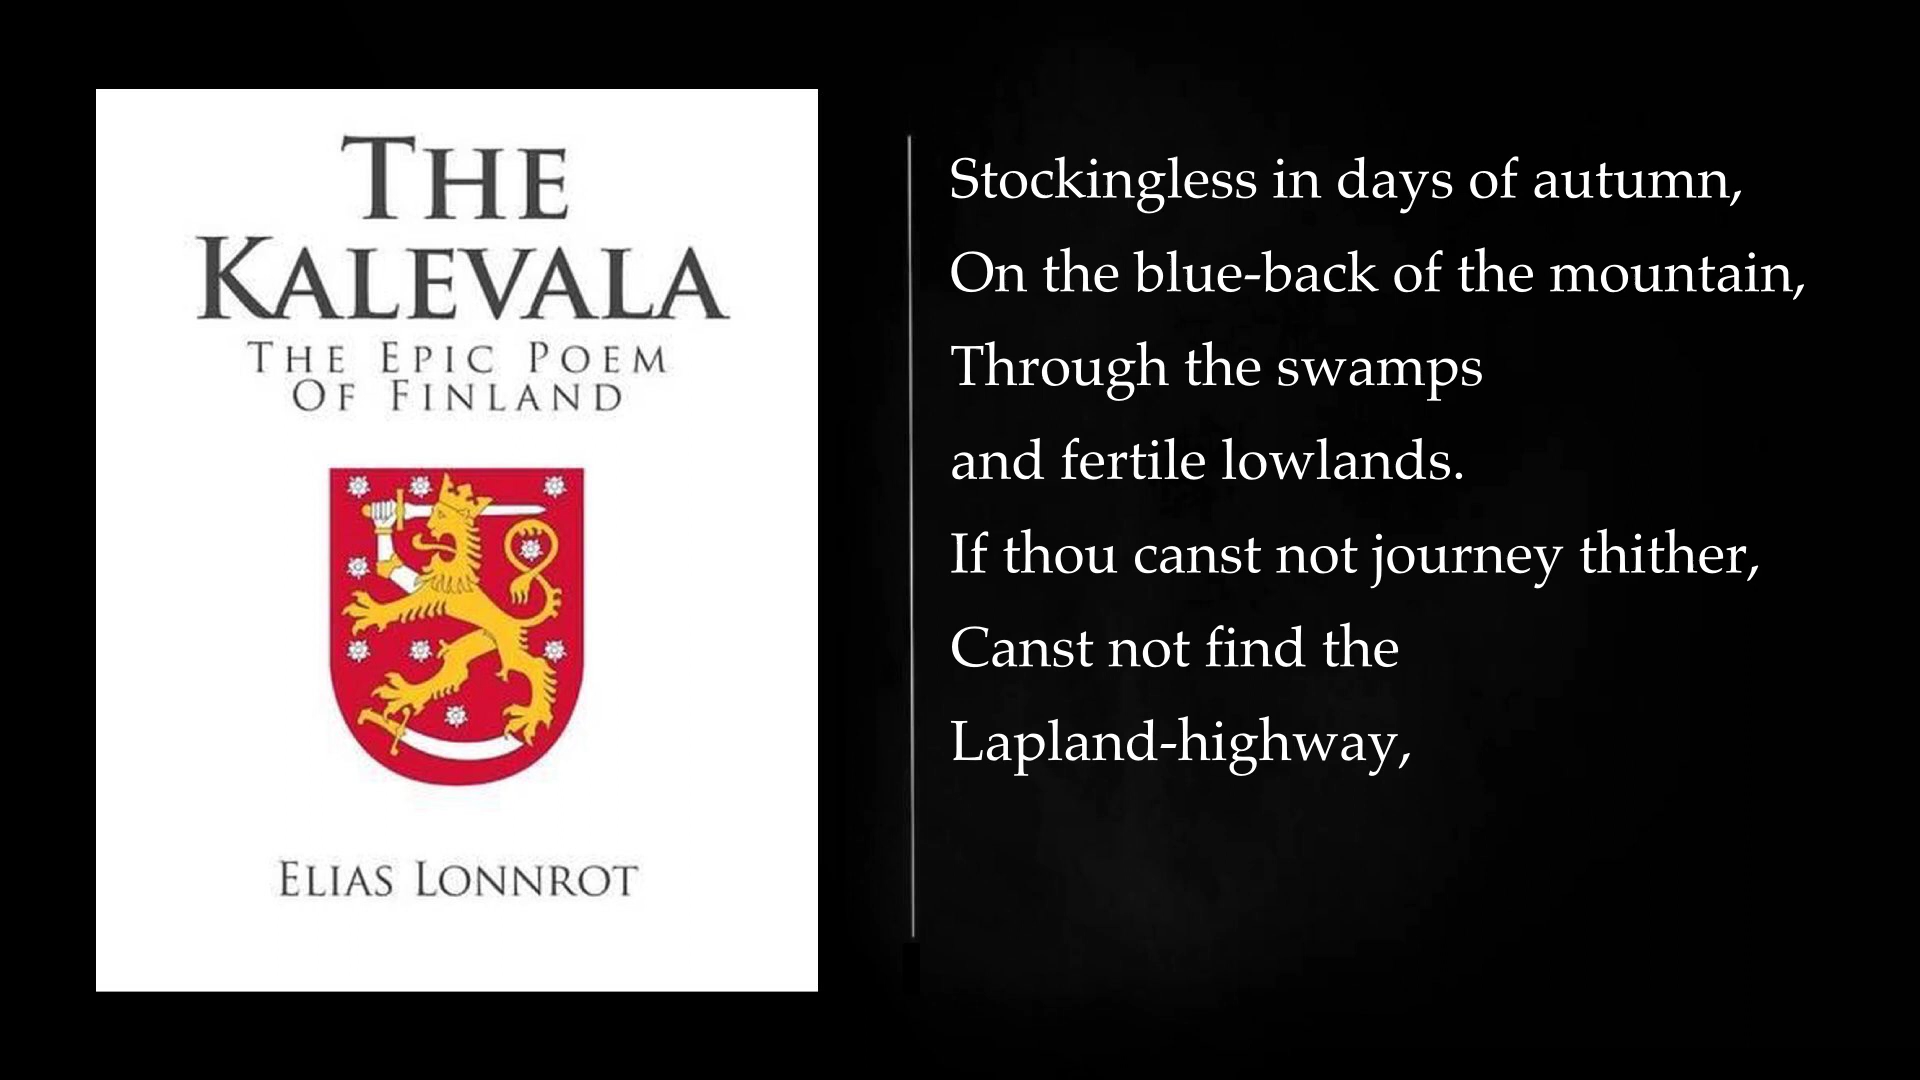 THE
KALEVALA
THE EPIC POEM
OF FINLAND
ELIAS LONNROT
Stockingless in days of autumn,
On the blue-back of the mountain,
Through the swamps
and fertile lowlands.
If thou canst not journey thither,
Canst not find the
Lapland-highway,